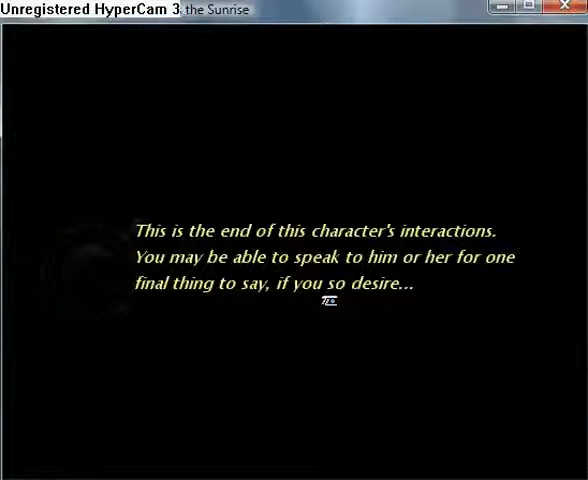 Unregistered HyperCam 3 the Sunrise
This is the end of this character's interactions.
You may be able to speak to him or her for one
final thing to say, if you so desire...